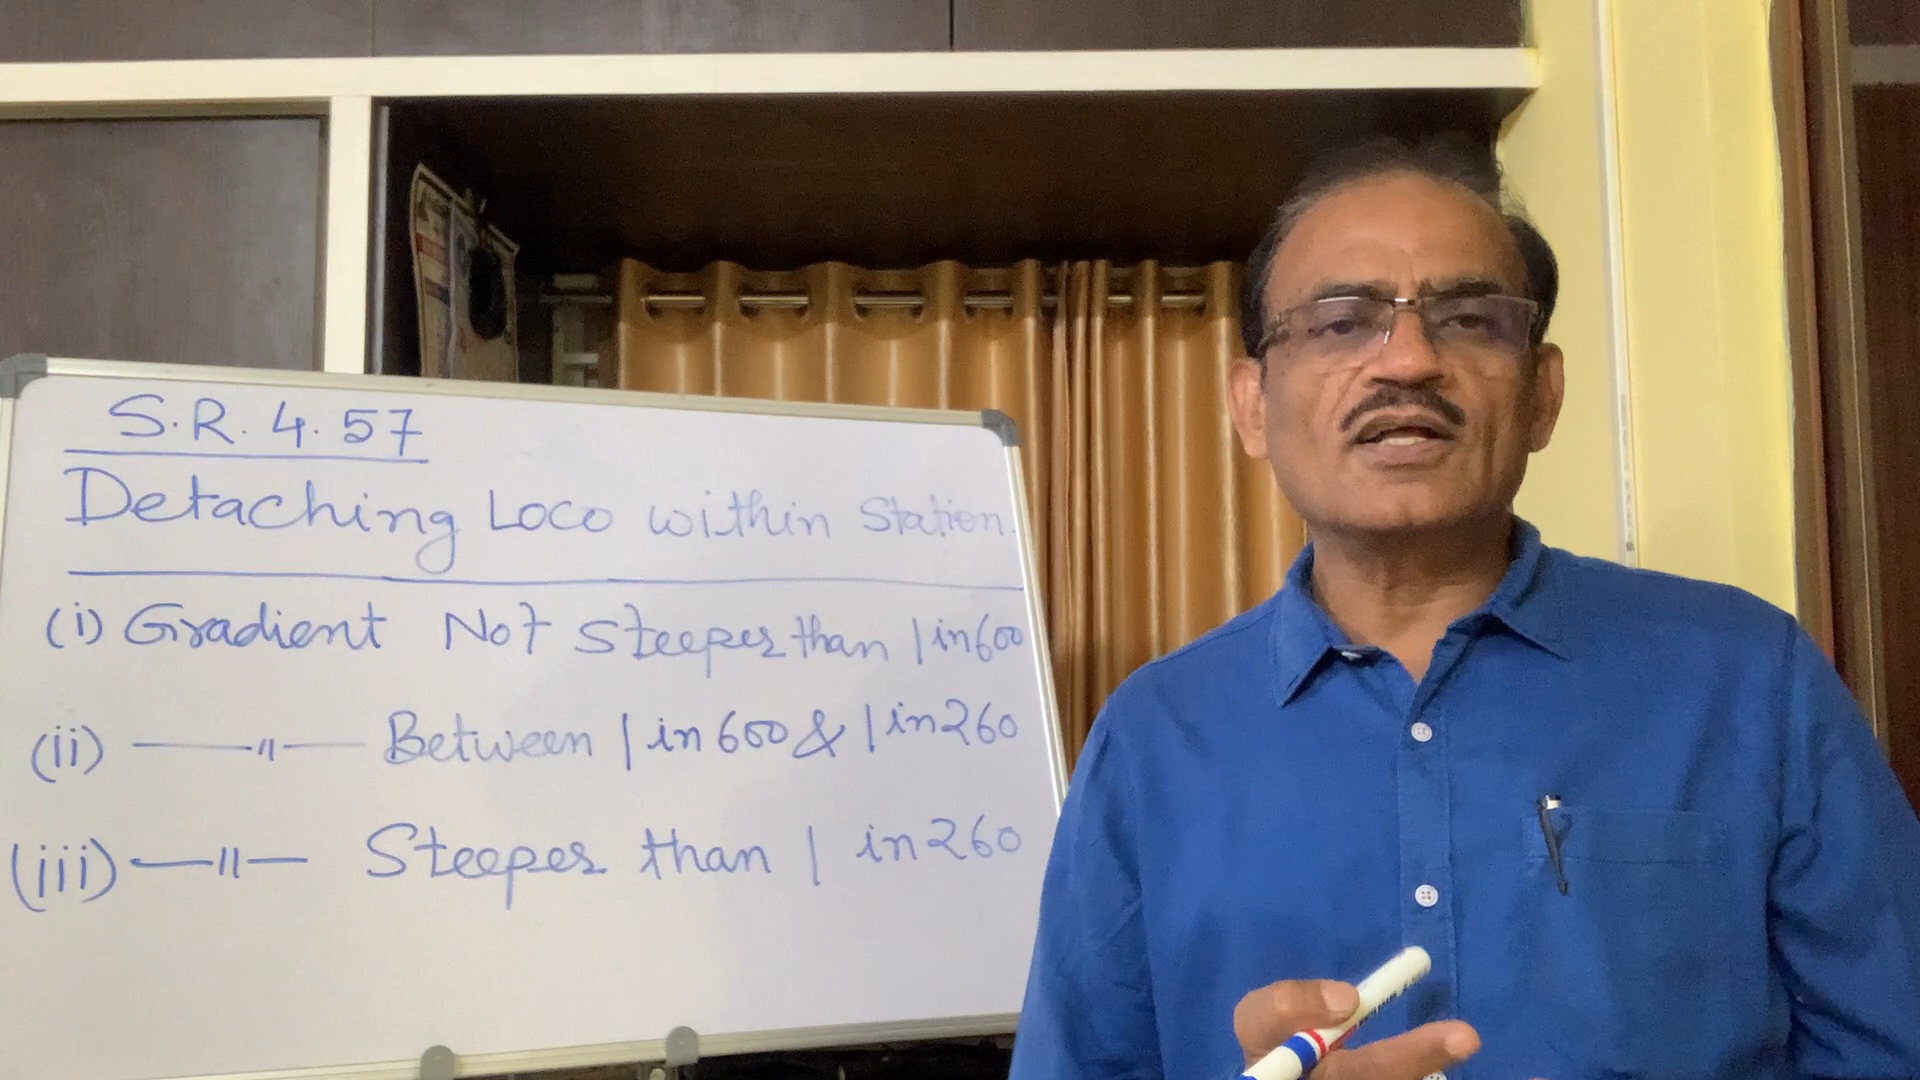 S.R. 4.57
Detaching Loco within Station.
(i) Gradient Not Steeper than 1 in 600
(ii) —〃— Between 1 in 600 & 1 in 260
(iii) —〃— Steeper than 1 in 260